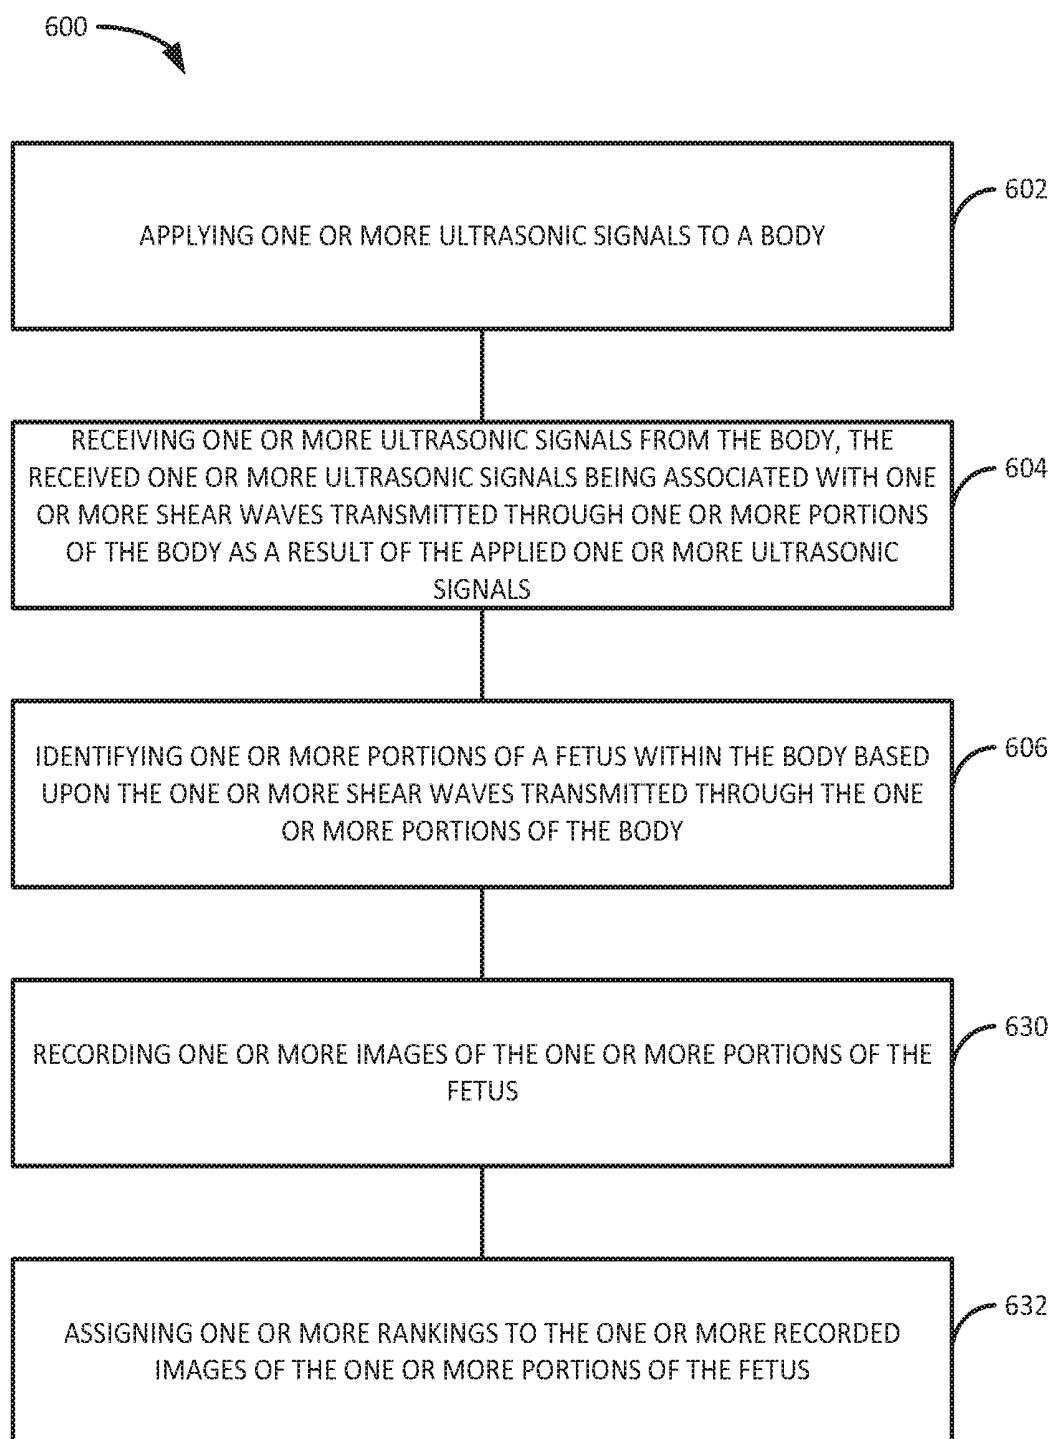 600
602
APPLYING ONE OR MORE ULTRASONIC SIGNALS TO A BODY
RECEIVING ONE OR MORE ULTRASONIC SIGNALS FROM THE BODY, THE
RECEIVED ONE OR MORE ULTRASONIC SIGNALS BEING ASSOCIATED WITH ONE
604
OR MORE SHEAR WAVES TRANSMITTED THROUGH ONE OR MORE PORTIONS
OF THE BODY AS A RESULT OF THE APPLIED ONE OR MORE ULTRASONIC
SIGNALS
606
IDENTIFYING ONE OR MORE PORTIONS OF A FETUS WITHIN THE BODY BASED
UPON THE ONE OR MORE SHEAR WAVES TRANSMITTED THROUGH THE ONE
OR MORE PORTIONS OF THE BODY
630
RECORDING ONE OR MORE IMAGES OF THE ONE OR MORE PORTIONS OF THE
FETUS
632
ASSIGNING ONE OR MORE RANKINGS TO THE ONE OR MORE RECORDED
IMAGES OF THE ONE OR MORE PORTIONS OF THE FETUS